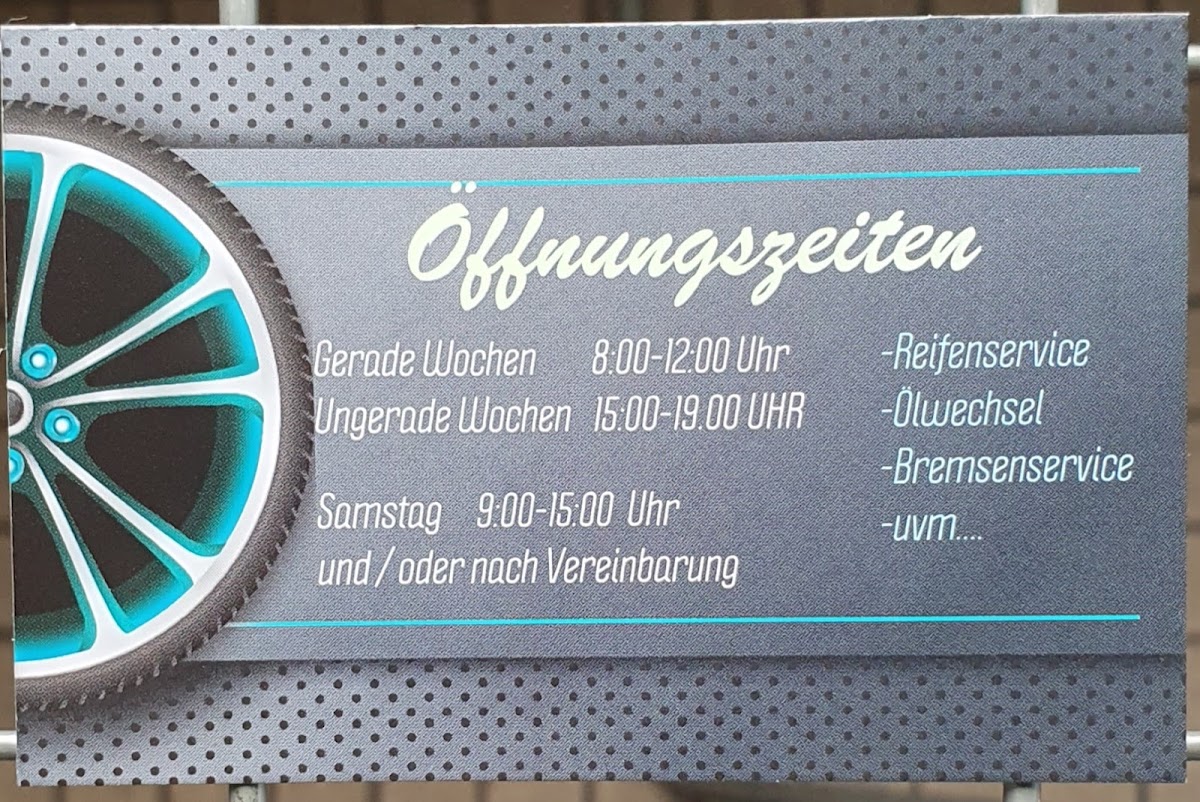 Öffnungszeiten
Gerade Wochen 8:00-12:00 Uhr
Ungerade Wochen 15:00-19.00 UHR
Samstag 9:00-15:00 Uhr
und / oder nach Vereinbarung
-Reifenservice
-Ölwechsel
-Bremsenservice
-uvm....